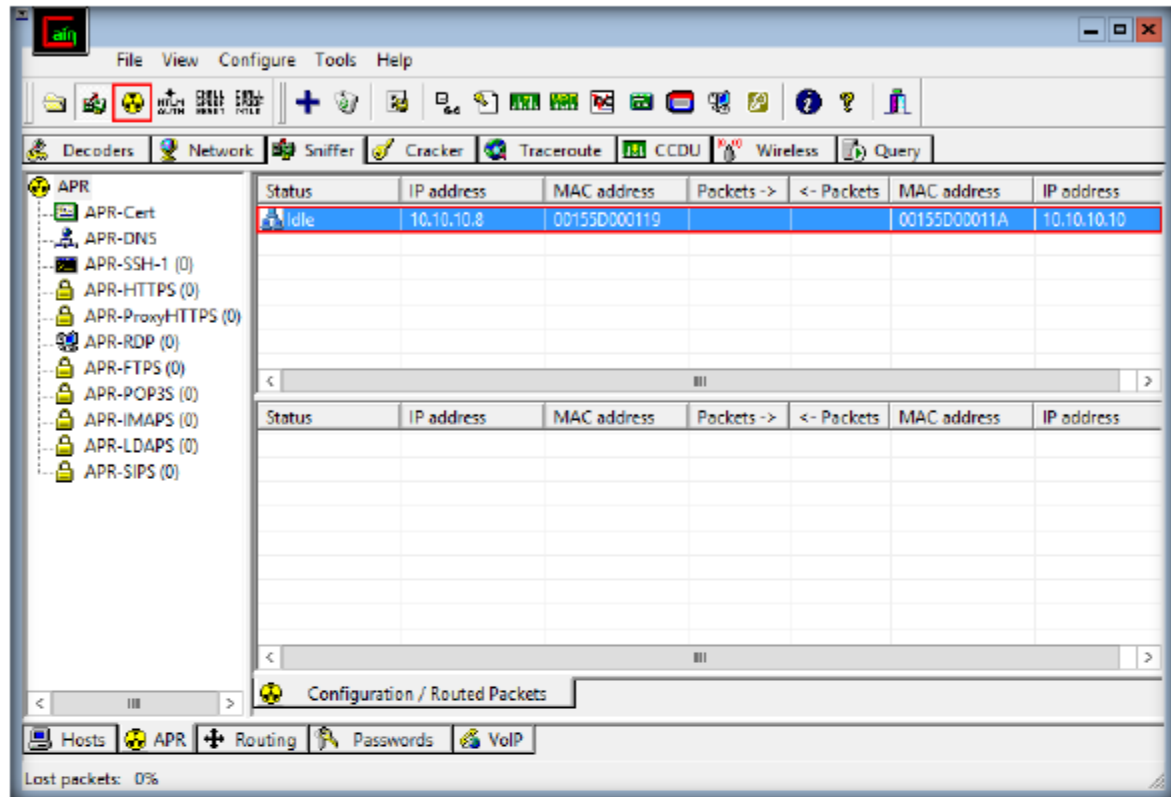 Cain
File View Configure Tools Help
Decoders Network Sniffer Cracker Traceroute CCDU Wireless Query
APR
APR-Cert
APR-DNS
APR-SSH-1 (0)
APR-HTTPS (0)
APR-ProxyHTTPS (0)
APR-RDP (0)
APR-FTPS (0)
APR-POP3S (0)
APR-IMAPS (0)
APR-LDAPS (0)
APR-SIPS (0)
Status IP address MAC address Packets -> <- Packets MAC address IP address
Idle 10.10.10.8 00155D000119 00155D00011A 10.10.10.10
Status IP address MAC address Packets -> <- Packets MAC address IP address
Configuration / Routed Packets
Hosts APR Routing Passwords VoIP
Lost packets: 0%